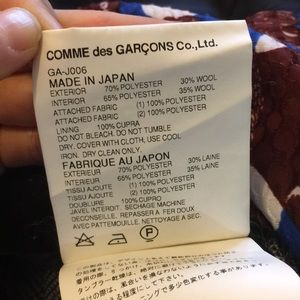 COMME des GARÇONS Co.,Ltd.
GA-J006
MADE IN JAPAN
EXTERIOR 70% POLYESTER 30% WOOL
INTERIOR 65% POLYESTER 35% WOOL
ATTACHED FABRIC (1) 100% POLYESTER
ATTACHED FABRIC (2) 100% POLYESTER
LINING 100% CUPRA
DO NOT BLEACH. DO NOT TUMBLE
DRY. COVER WITH CLOTH, USE WARM
IRON. DRY CLEAN ONLY.
FABRIQUE AU JAPON
EXTERIEUR 70% POLYESTER 30% LAINE
INTERIEUR 65% POLYESTER 35% LAINE
TISSU AJOUTE (1) 100% POLYESTER
TISSU AJOUTE (2) 100% POLYESTER
DOUBLURE 100% CUPRO
JAVEL INTERDIT. SECHAGE MACHINE
DECONSEILLE. REPASSER A FER DOUX
AVEC PATTEMOUILLE. NETTOYAGE A SEC.
P